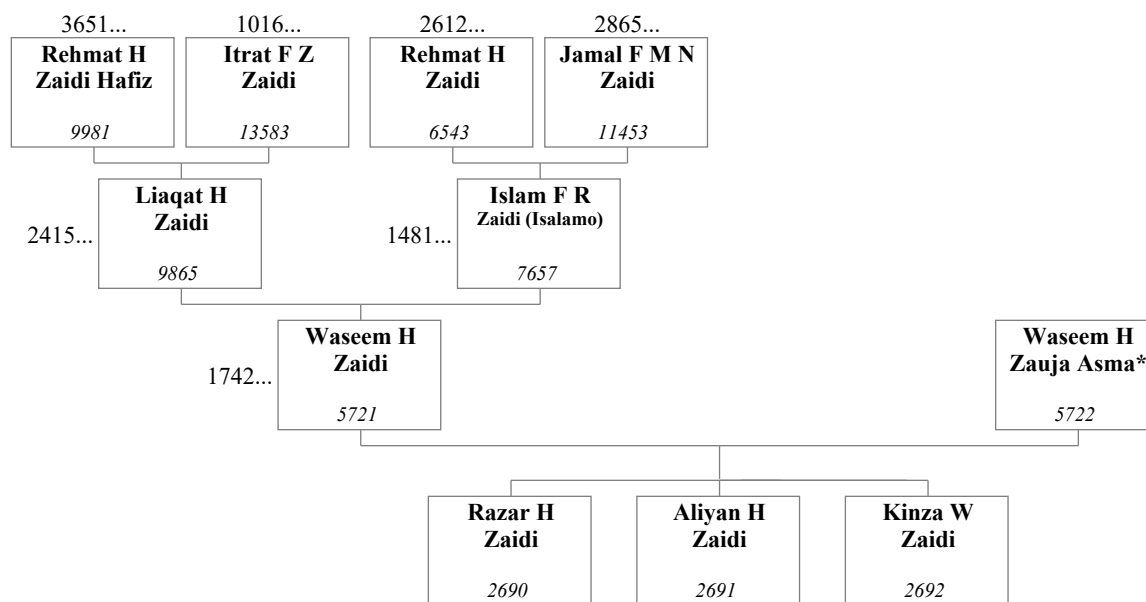 3651...
1016...
2612...
2865...
Rehmat H
Zaidi Hafiz
9981
Itrat F Z
Zaidi
13583
Rehmat H
Zaidi
6543
Jamal F M N
Zaidi
11453
2415...
Liaqat H
Zaidi
9865
1481...
Islam F R
Zaidi (Isalamo)
7657
1742...
Waseem H
Zaidi
5721
Waseem H
Zauja Asma*
5722
Razar H
Zaidi
2690
Aliyan H
Zaidi
2691
Kinza W
Zaidi
2692